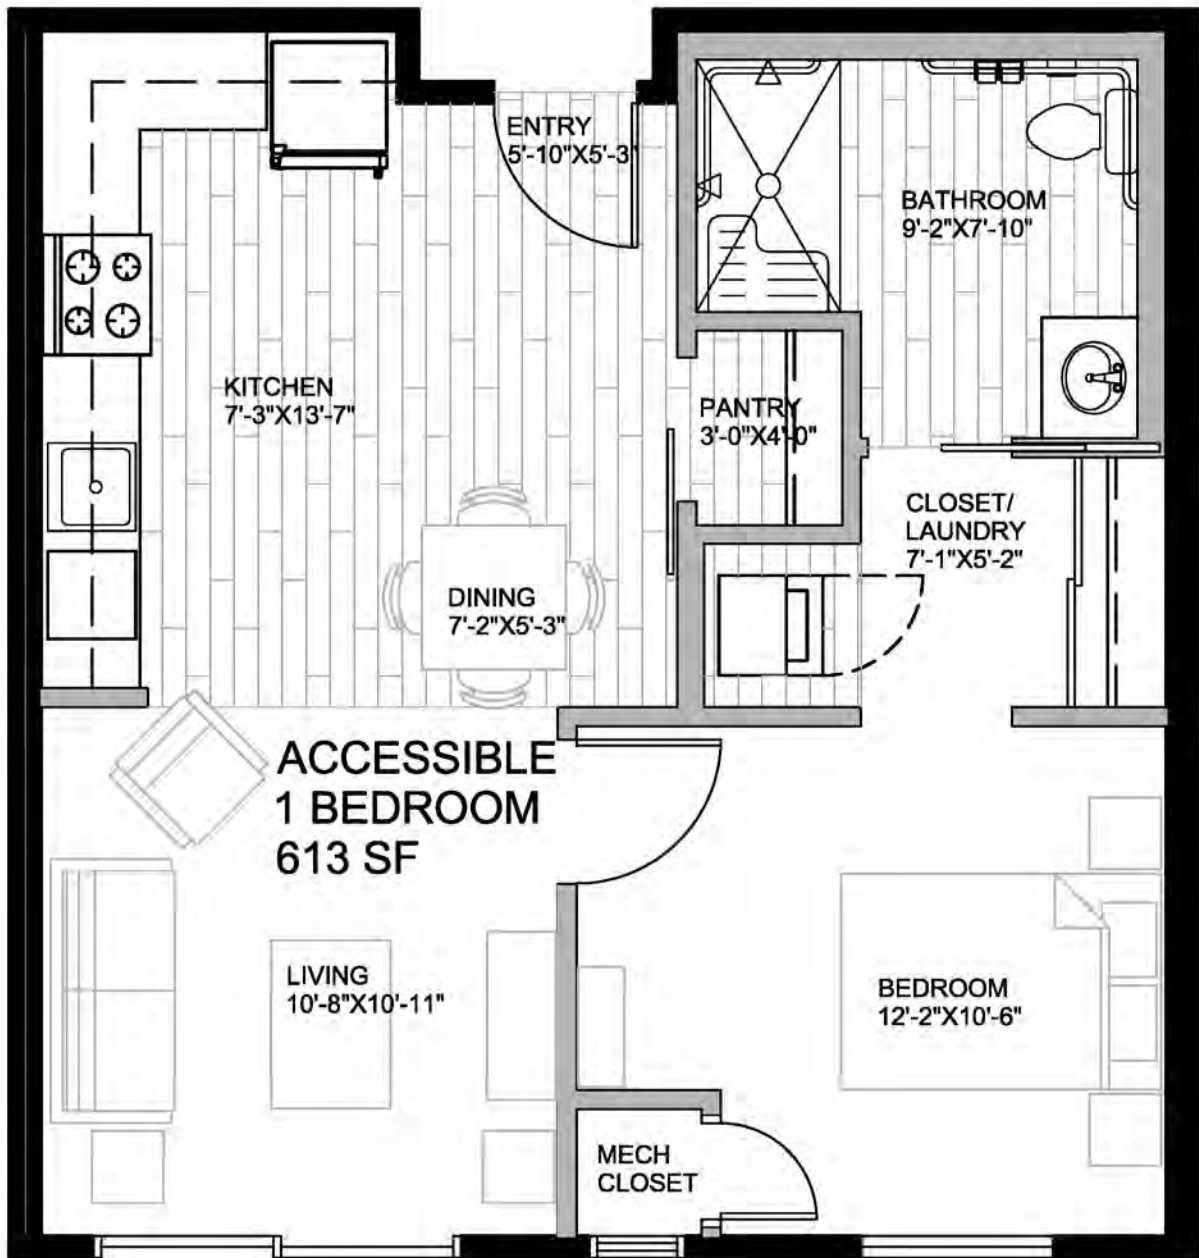 ENTRY
5'-10"X5'-3"
BATHROOM
9'-2"X7'-10"
KITCHEN
7'-3"X13'-7"
PANTRY
3'-0"X4'-0"
CLOSET/
LAUNDRY
7'-1"X5'-2"
DINING
7'-2"X5'-3"
ACCESSIBLE
1 BEDROOM
613 SF
LIVING
10'-8"X10'-11"
BEDROOM
12'-2"X10'-6"
MECH
CLOSET